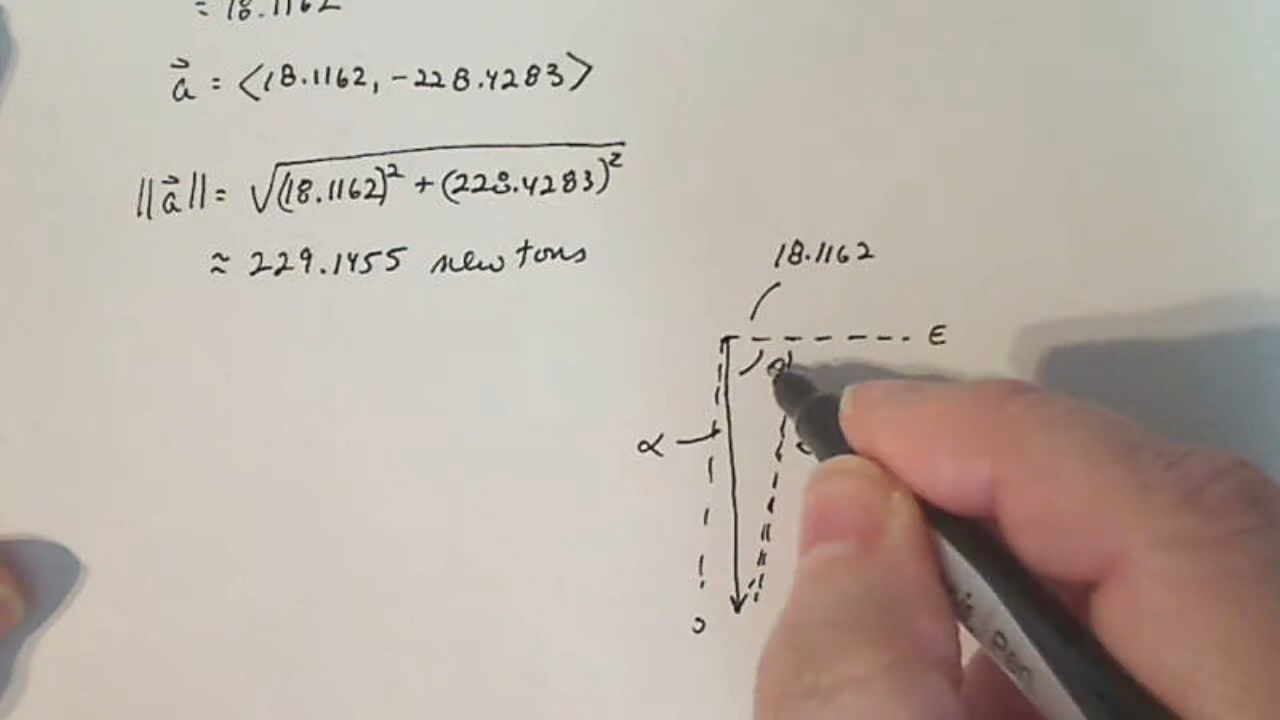 = 18.1162
a⃗ = ⟨18.1162, -228.4283⟩
||a⃗|| = √(18.1162)² + (228.4283)²
≈ 229.1455 newtons
18.1162
E
θ
α